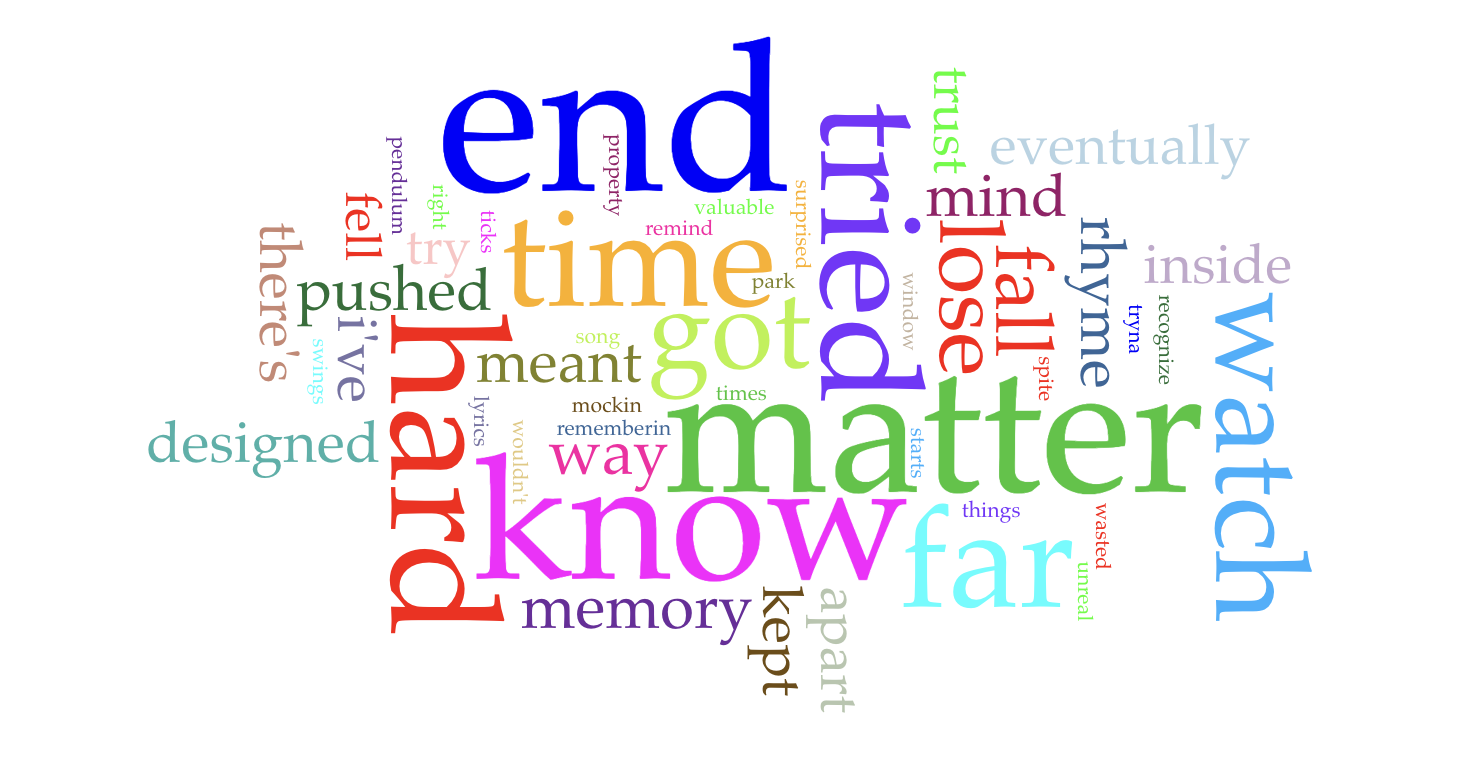 end
tried
trust
eventually
pendulum
property
mind
fell
right
ticks
valuable
surprised
there's
try
time
remind
lose
fall
rhyme
inside
pushed
park
window
tryna
recognize
watch
i've
swings
hard
song
meant
got
spite
designed
lyrics
mockin
times
matter
wouldn't
rememberin
way
starts
know
far
things
wasted
unreal
memory
kept
apart